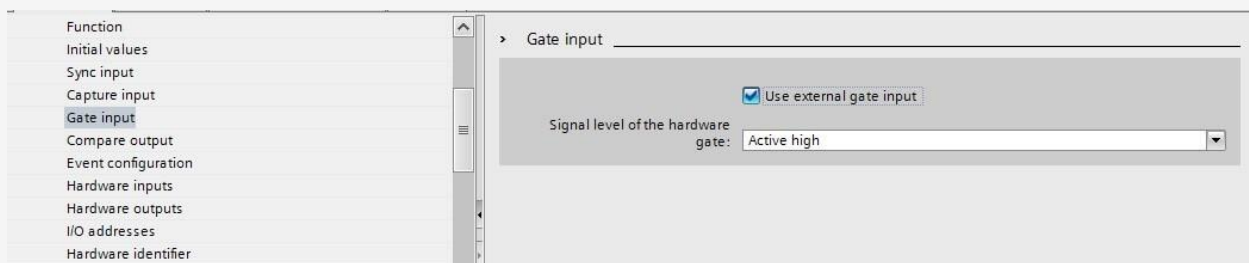 Function
Initial values
Sync input
Capture input
Gate input
Compare output
Event configuration
Hardware inputs
Hardware outputs
I/O addresses
Hardware identifier
Gate input
Use external gate input
Signal level of the hardware
gate:
Active high